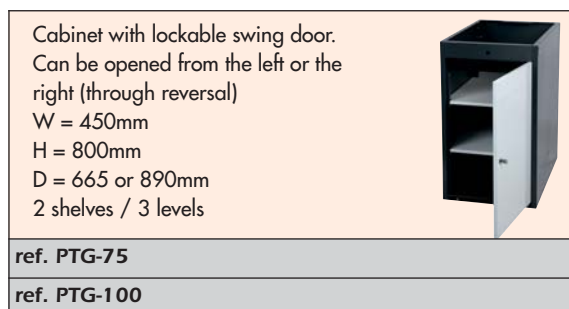 Cabinet with lockable swing door.
Can be opened from the left or the
right (through reversal)
W = 450mm
H = 800mm
D = 665 or 890mm
2 shelves / 3 levels
ref. PTG-75
ref. PTG-100